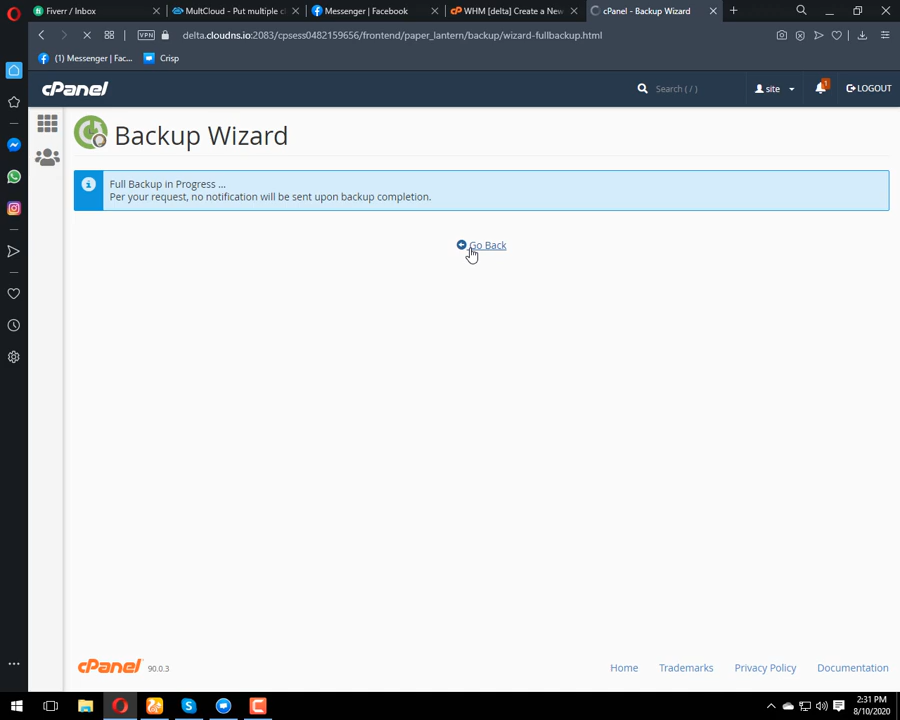 Fiverr / Inbox
MultCloud - Put multiple c
Messenger | Facebook
WHM [delta] Create a New
cPanel - Backup Wizard
VPN
delta.cloudns.io:2083/cpsess0482159656/frontend/paper_lantern/backup/wizard-fullbackup.html
(1) Messenger | Fac...
Crisp
cPanel
Search ( / )
site
1
LOGOUT
Backup Wizard
Full Backup in Progress ...
Per your request, no notification will be sent upon backup completion.
Go Back
cPanel 90.0.3
Home
Trademarks
Privacy Policy
Documentation
2:31 PM
8/10/2020